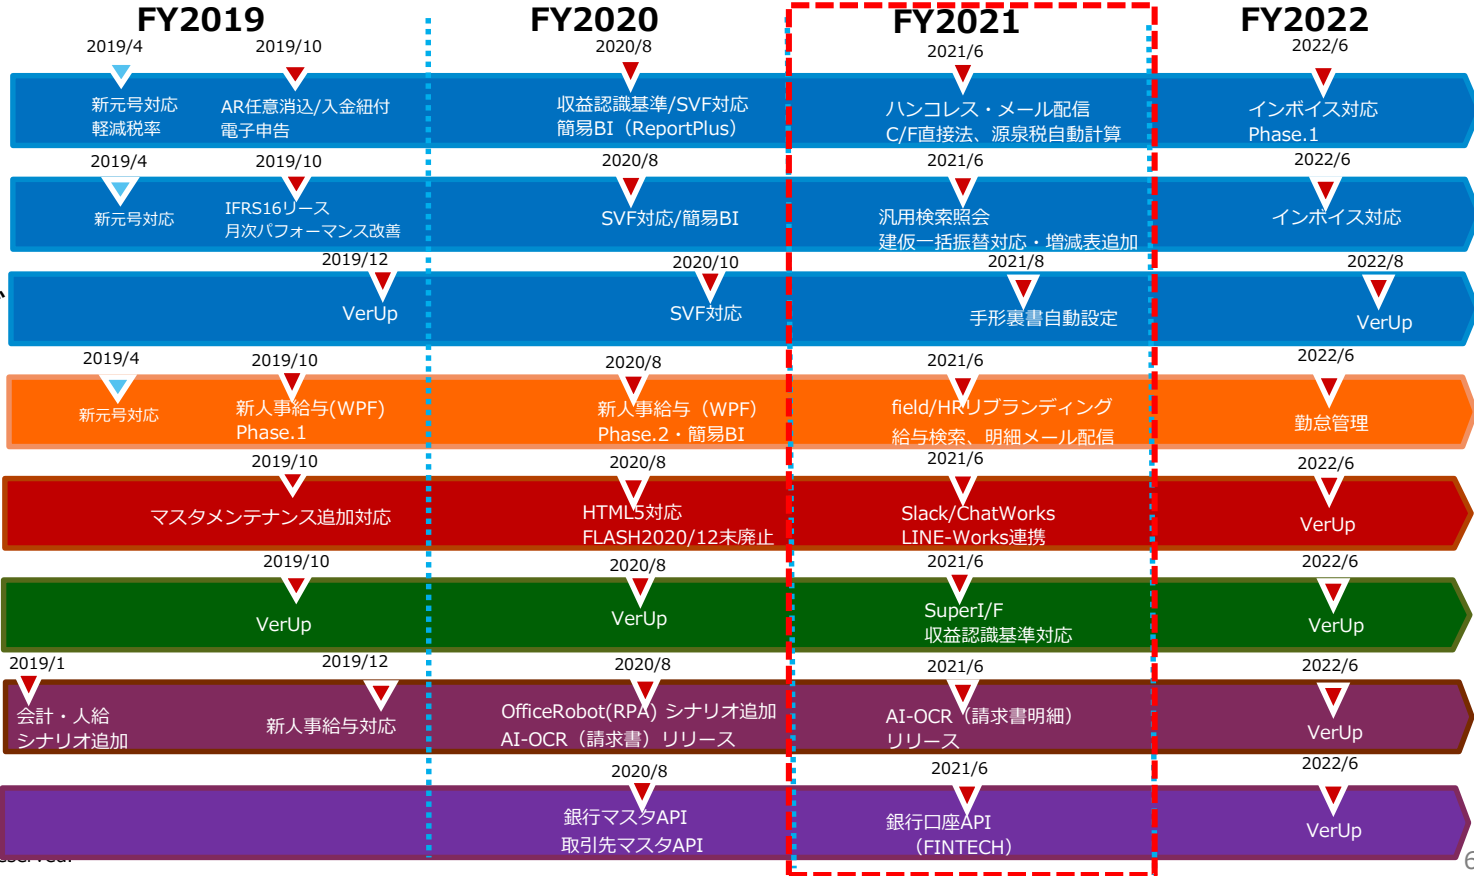 FY2019 FY2020 FY2021 FY2022
2019/4 2019/10 2020/8 2021/6 2022/6
新元号対応
軽減税率
AR任意消込/入金紐付
電子申告
収益認識基準/SVF対応
簡易BI（ReportPlus）
ハンコレス・メール配信
C/F直接法、源泉税自動計算
インボイス対応
Phase.1
2019/4 2019/10 2020/8 2021/6 2022/6
新元号対応
IFRS16リース
月次パフォーマンス改善
SVF対応/簡易BI
汎用検索照会
建仮一括振替対応・増減表追加
インボイス対応
2019/12 2020/10 2021/8 2022/8
VerUp
SVF対応
手形裏書自動設定
VerUp
2019/4 2019/10 2020/8 2021/6 2022/6
新元号対応
新人事給与(WPF)
Phase.1
新人事給与（WPF）
Phase.2・簡易BI
field/HRリブランディング
給与検索、明細メール配信
勤怠管理
2019/10 2020/8 2021/6 2022/6
マスタメンテナンス追加対応
HTML5対応
FLASH2020/12末廃止
Slack/ChatWorks
LINE-Works連携
VerUp
2019/10 2020/8 2021/6 2022/6
VerUp
VerUp
SuperI/F
収益認識基準対応
VerUp
2019/1 2019/12 2020/8 2021/6 2022/6
会計・人給
シナリオ追加
新人事給与対応
OfficeRobot(RPA) シナリオ追加
AI-OCR（請求書）リリース
AI-OCR（請求書明細）
リリース
VerUp
2020/8 2021/6 2022/6
銀行マスタAPI
取引先マスタAPI
銀行口座API
（FINTECH）
VerUp
6